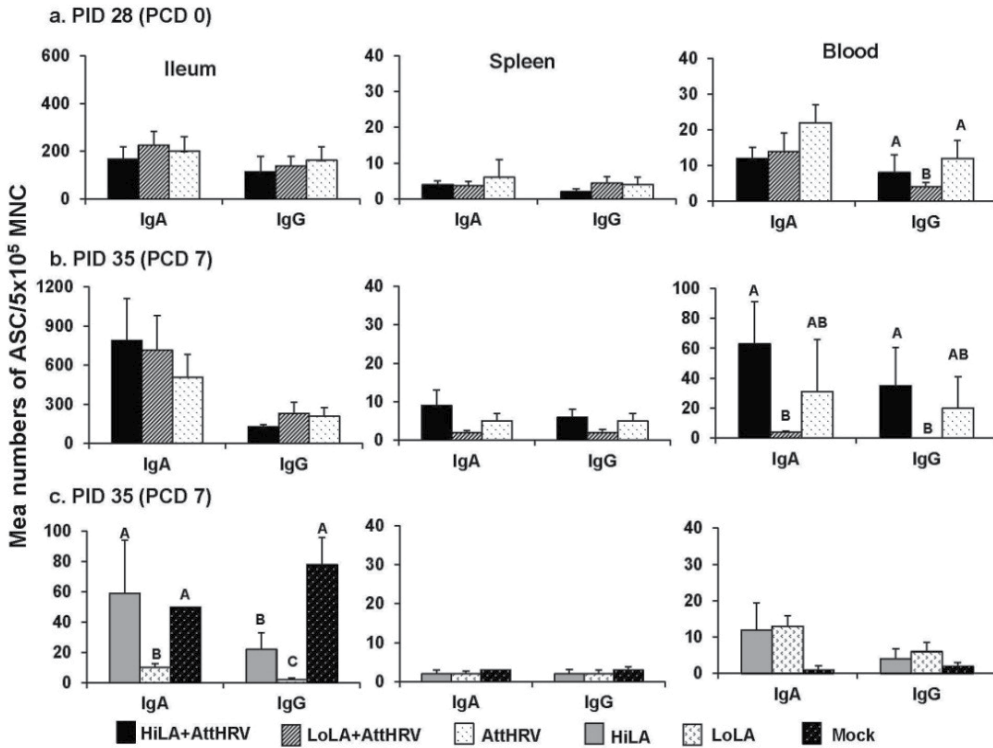 a. PID 28 (PCD 0)
Ileum
Spleen
Blood
600
400
200
0
IgA
IgG
40
30
20
10
0
IgA
IgG
40
30
20
10
0
A
B
A
IgA
IgG
Mea numbers of ASC/5x10⁵ MNC
b. PID 35 (PCD 7)
1200
900
600
300
0
IgA
IgG
40
30
20
10
0
IgA
IgG
100
80
60
40
20
0
A
B
AB
A
B
AB
IgA
IgG
c. PID 35 (PCD 7)
100
80
60
40
20
0
A
B
A
B
C
A
IgA
IgG
40
30
20
10
0
IgA
IgG
40
30
20
10
0
IgA
IgG
HiLA+AttHRV LoLA+AttHRV AttHRV HiLA LoLA Mock